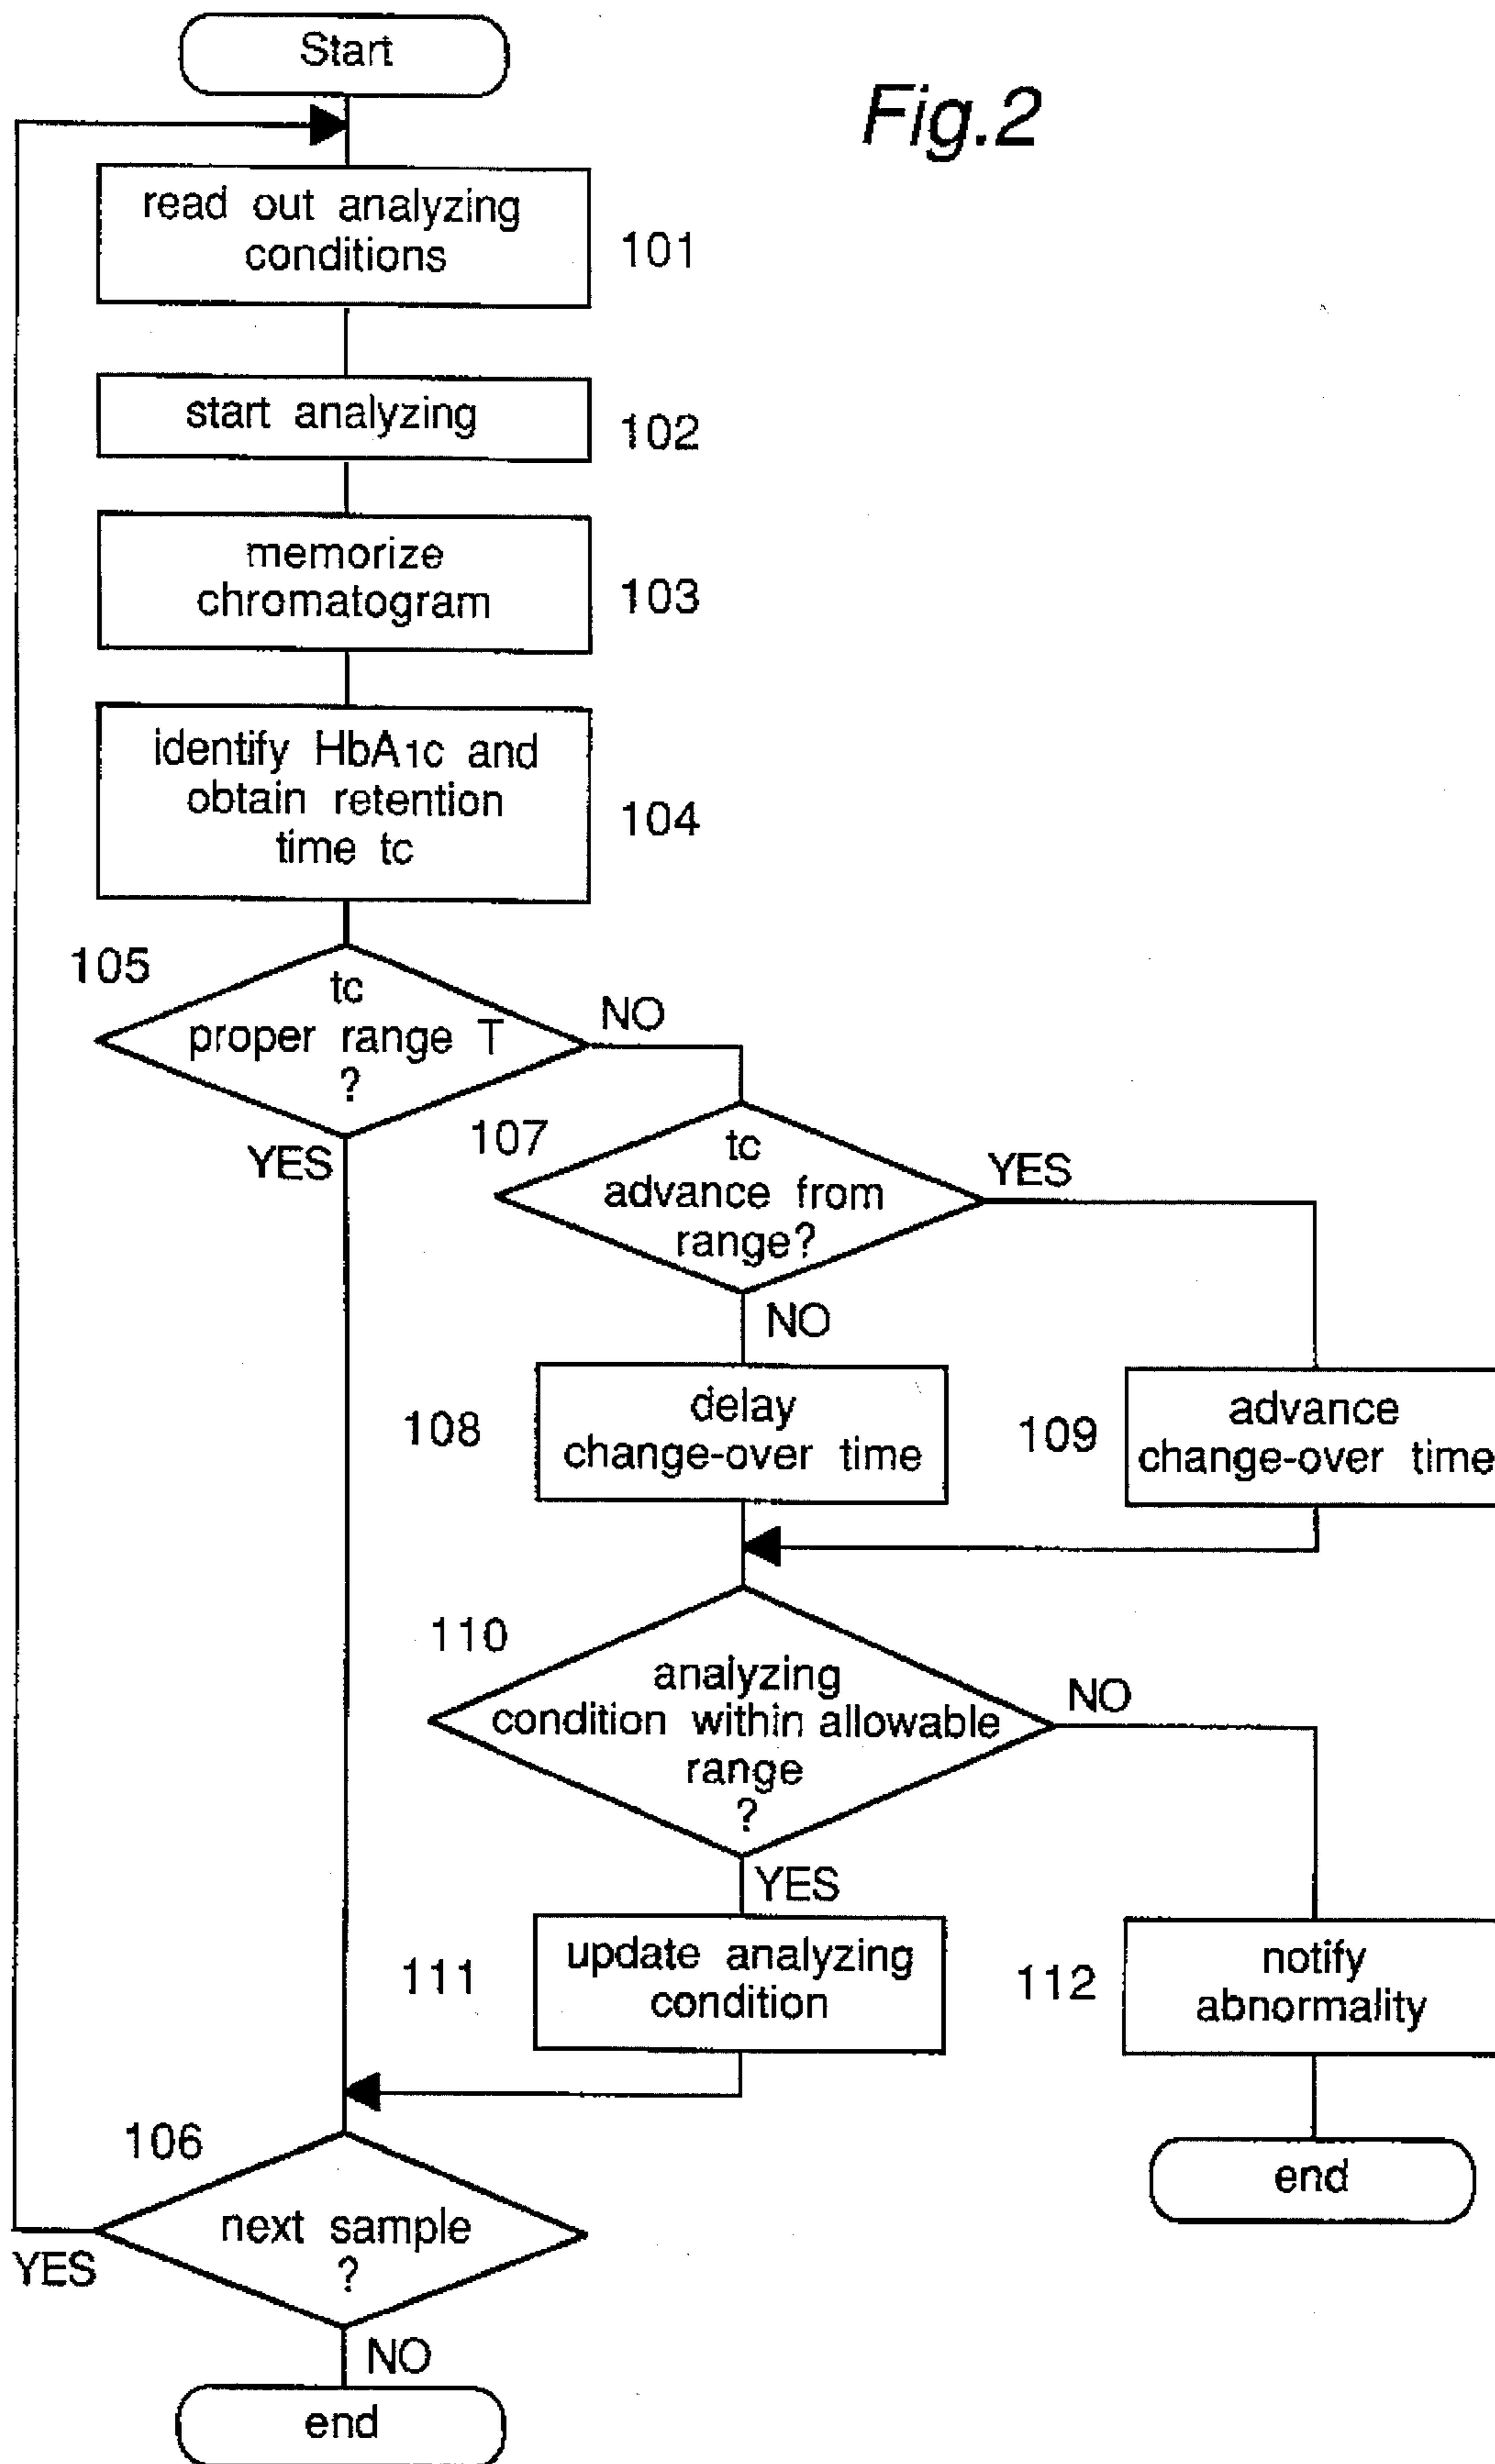 Start
Fig.2
read out analyzing
conditions
101
start analyzing
102
memorize
chromatogram
103
identify HbA1c and
obtain retention
time tc
104
105
tc
proper range T
?
NO
YES
107
tc
advance from
range?
YES
NO
108
delay
change-over time
109
advance
change-over time
110
analyzing
condition within allowable
range
?
NO
YES
111
update analyzing
condition
112
notify
abnormality
106
next sample
?
YES
NO
end
end